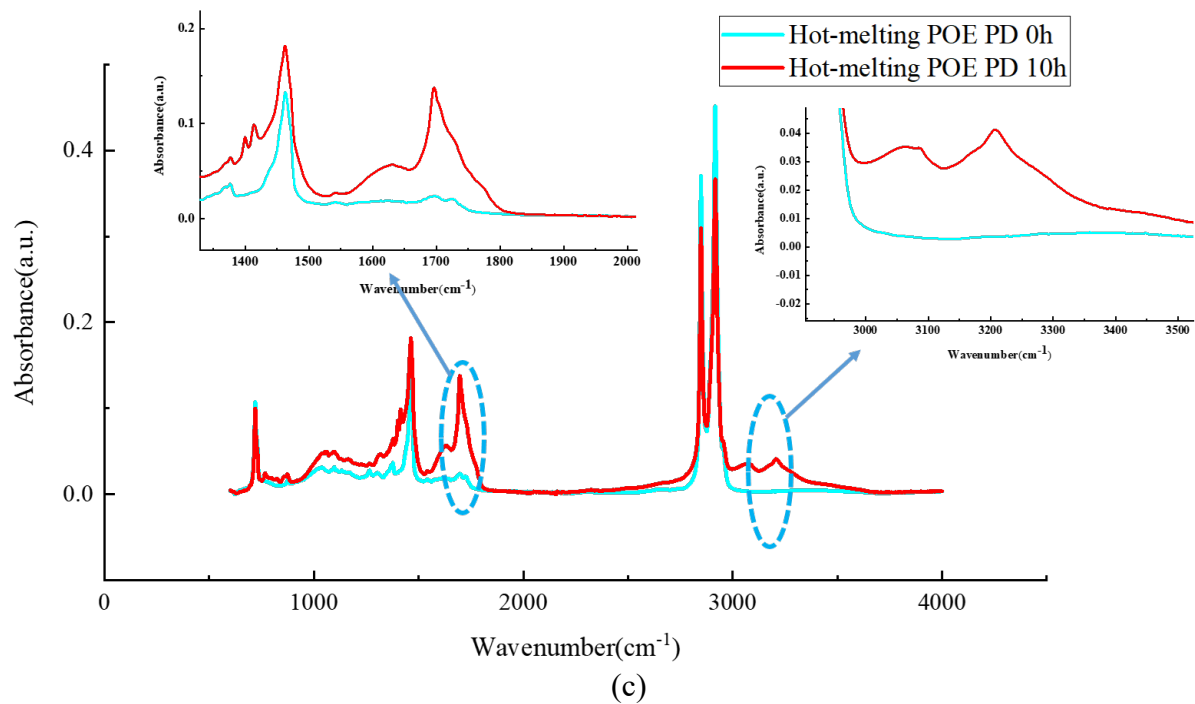 Hot-melting POE PD 0h
Hot-melting POE PD 10h
0.2
0.1
0.0
Absorbance(a.u.)
1400 1500 1600 1700 1800 1900 2000
Wavenumber(cm-1)
0.04
0.03
0.02
0.01
0.00
-0.01
-0.02
Absorbance(a.u.)
3000 3100 3200 3300 3400 3500
Wavenumber(cm-1)
0.4
0.2
0.0
Absorbance(a.u.)
0 1000 2000 3000 4000
Wavenumber(cm-1)
(c)